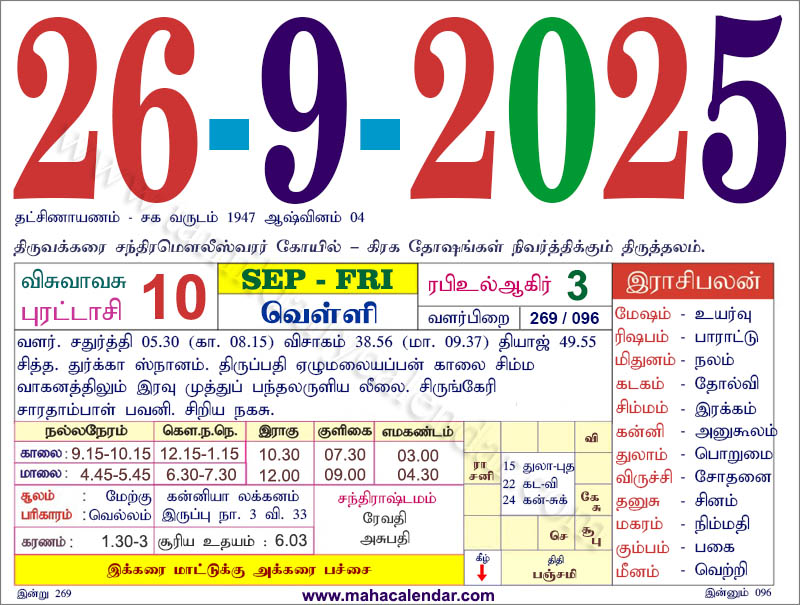 26-9-2025
தட்சிணாயணம் - சக வருடம் 1947 ஆஷ்வினம் 04
திருவக்கரை சந்திரமௌலீஸ்வரர் கோயில் – கிரக தோஷங்கள் நிவர்த்திக்கும் திருத்தலம்.
விசுவாவசு
புரட்டாசி 10
SEP - FRI
வெள்ளி
ரபிஉல்ஆகிர் 3
வளர்பிறை 269 / 096
வளர். சதுர்த்தி 05.30 (கா. 08.15) விசாகம் 38.56 (மா. 09.37) தியாஜ் 49.55
சித்த. துர்க்கா ஸ்நானம். திருப்பதி ஏழுமலையப்பன் காலை சிம்ம
வாகனத்திலும் இரவு முத்துப் பந்தலருளிய லீலை. சிருங்கேரி
சாரதாம்பாள் பவனி. சிறிய நகசு.
நல்லநேரம் கௌ.ந.நெ. இராகு குளிகை எமகண்டம்
காலை: 9.15-10.15 12.15-1.15 10.30 07.30 03.00
மாலை: 4.45-5.45 6.30-7.30 12.00 09.00 04.30
சூலம் : மேற்கு
பரிகாரம் : வெல்லம்
கன்னியா லக்கனம்
இருப்பு நா. 3 வி. 33
சந்திராஷ்டமம்
ரேவதி
அசுபதி
கரணம் : 1.30-3 சூரிய உதயம் : 6.03
இக்கரை மாட்டுக்கு அக்கரை பச்சை
வி
ரா
சனி
15 துலா-புத
22 கட-வி
24 கன்-சுக்
கே
சு
செ
சூ
பு
கீழ்
திதி
பஞ்சமி
இராசிபலன்
மேஷம் - உயர்வு
ரிஷபம் - பாராட்டு
மிதுனம் - நலம்
கடகம் - தோல்வி
சிம்மம் - இரக்கம்
கன்னி - அனுகூலம்
துலாம் - பொறுமை
விருச்சி - சோதனை
தனுசு - சினம்
மகரம் - நிம்மதி
கும்பம் - பகை
மீனம் - வெற்றி
இன்று 269
www.mahacalendar.com
இன்னும் 096